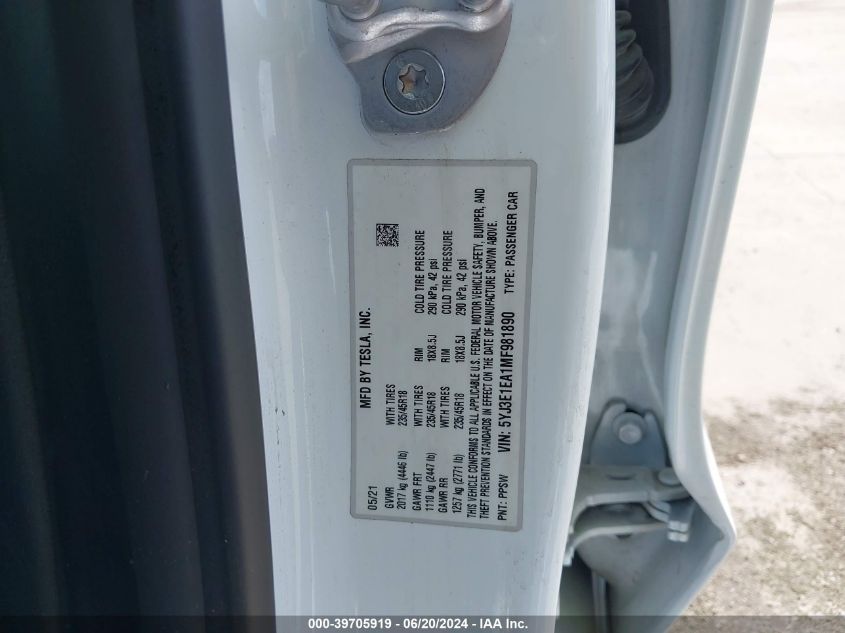 MFD BY TESLA, INC.
05/21
GVWR WITH TIRES RIM COLD TIRE PRESSURE
2017 kg (4446 lb) 235/45R18 18X8.5J 290 kPa, 42 psi
GAWR FRT WITH TIRES RIM COLD TIRE PRESSURE
1110 kg (2447 lb) 235/45R18 18X8.5J 290 kPa, 42 psi
GAWR RR WITH TIRES
1257 kg (2771 lb) 235/45R18
THIS VEHICLE CONFORMS TO ALL APPLICABLE U.S. FEDERAL MOTOR VEHICLE SAFETY, BUMPER, AND
THEFT PREVENTION STANDARDS IN EFFECT ON THE DATE OF MANUFACTURE SHOWN ABOVE.
PNT: PPSW VIN: 5YJ3E1EA1MF981890 TYPE: PASSENGER CAR
000-39705919 - 06/20/2024 - IAA Inc.